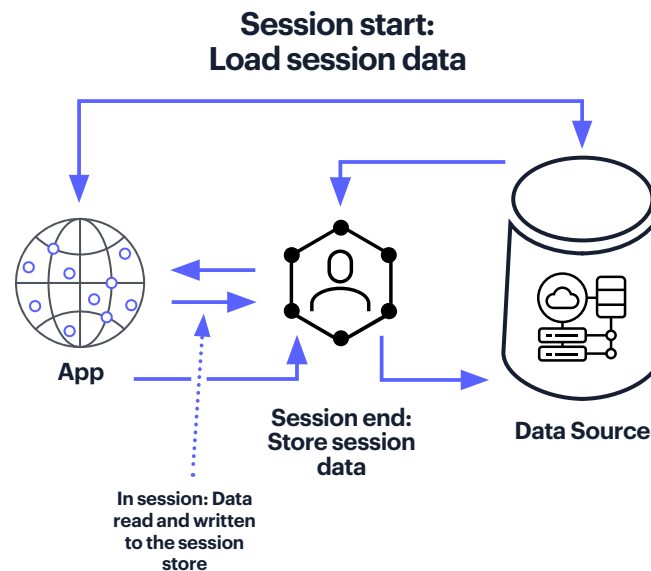 Session start:
Load session data
App
Session end:
Store session
data
Data Source
In session: Data
read and written
to the session
store